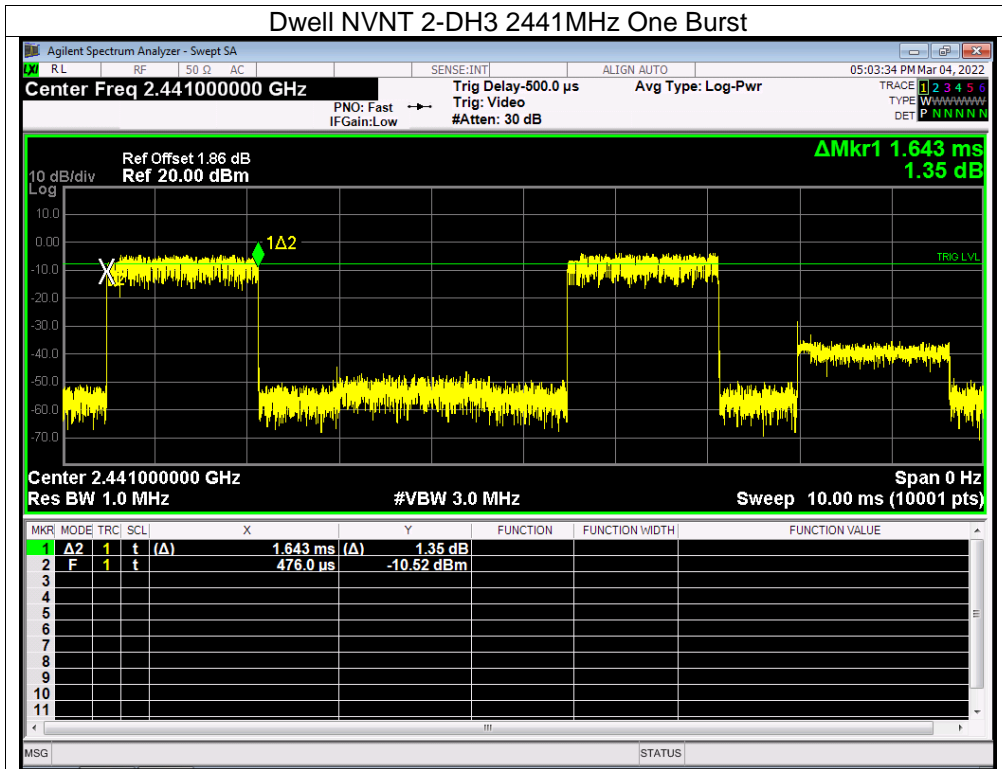 Dwell NVNT 2-DH3 2441MHz One Burst
Agilent Spectrum Analyzer - Swept SA
LXI RL RF 50 Ω AC SENSE:INT ALIGN AUTO 05:03:34 PM Mar 04, 2022
Center Freq 2.441000000 GHz
PNO: Fast
IFGain:Low
Trig Delay-500.0 µs
Trig: Video
#Atten: 30 dB
Avg Type: Log-Pwr
TRACE 1 2 3 4 5 6
TYPE WWWWWW
DET P N N N N N
ΔMkr1 1.643 ms
1.35 dB
Ref Offset 1.86 dB
10 dB/div Ref 20.00 dBm
Log
10.0
0.00
-10.0
-20.0
-30.0
-40.0
-50.0
-60.0
-70.0
1Δ2
X2
TRIG LVL
Center 2.441000000 GHz Span 0 Hz
Res BW 1.0 MHz #VBW 3.0 MHz Sweep 10.00 ms (10001 pts)
MKR MODE TRC SCL X Y FUNCTION FUNCTION WIDTH FUNCTION VALUE
1 Δ2 1 t (Δ) 1.643 ms (Δ) 1.35 dB
2 F 1 t 476.0 µs -10.52 dBm
3
4
5
6
7
8
9
10
11
MSG STATUS